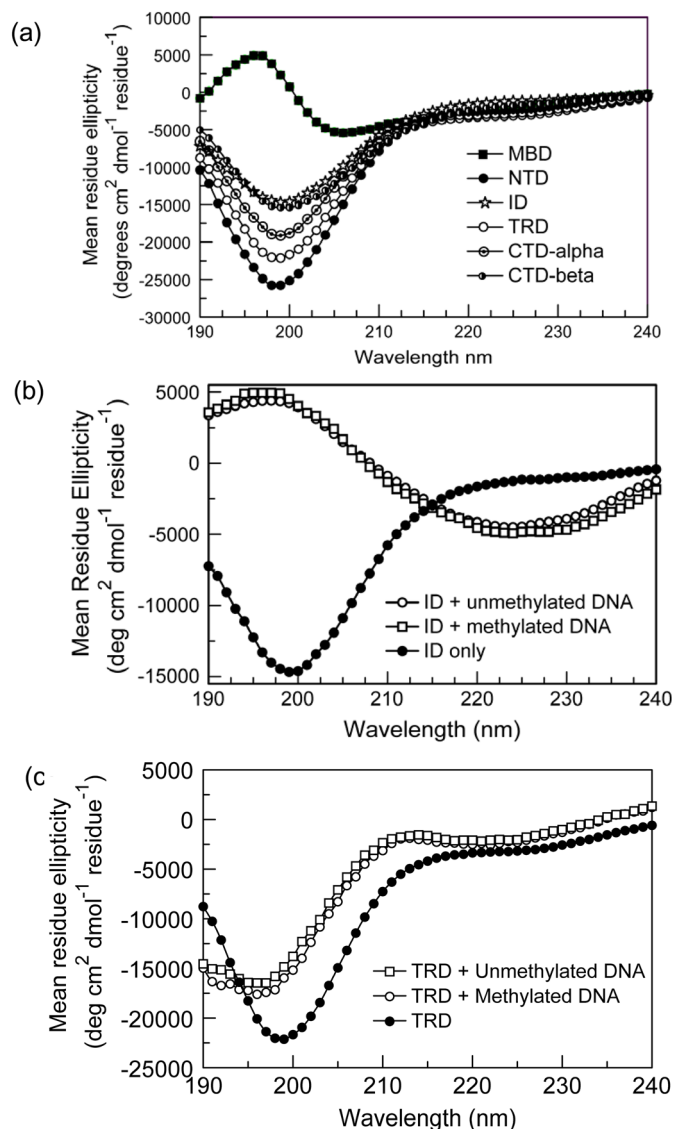 (a)
Mean residue ellipticity
(degrees cm² dmol⁻¹ residue⁻¹)
10000
5000
0
-5000
-10000
-15000
-20000
-25000
-30000
MBD
NTD
ID
TRD
CTD-alpha
CTD-beta
190 200 210 220 230 240
Wavelength nm
(b)
Mean Residue Ellipticity
(deg cm² dmol⁻¹ residue⁻¹)
5000
0
-5000
-10000
-15000
ID + unmethylated DNA
ID + methylated DNA
ID only
190 200 210 220 230 240
Wavelength (nm)
(c
Mean residue ellipticity
(deg cm² dmol⁻¹ residue⁻¹)
5000
0
-5000
-10000
-15000
-20000
-25000
TRD + Unmethylated DNA
TRD + Methylated DNA
TRD
190 200 210 220 230 240
Wavelength (nm)